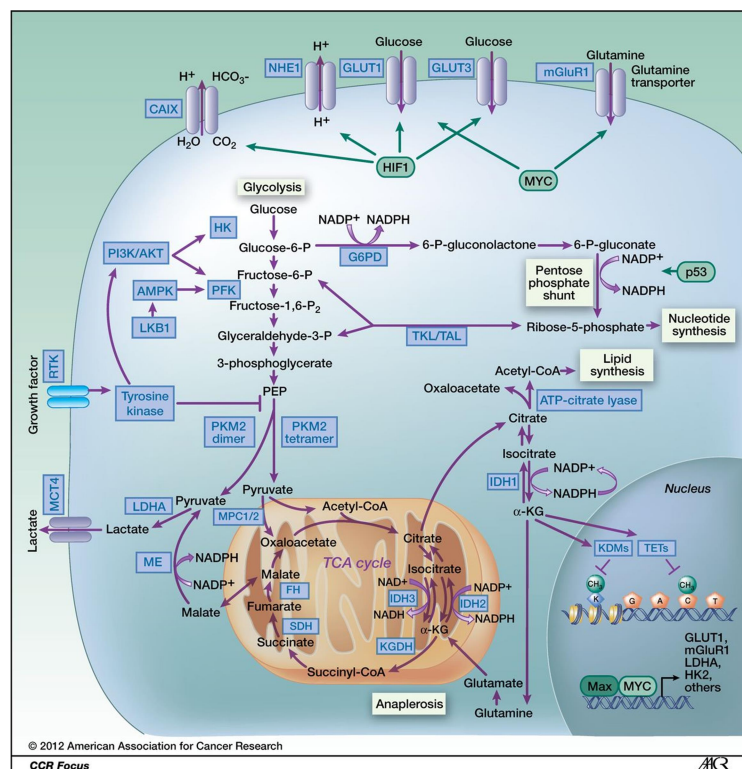 H+
HCO3-
CAIX
H2O
CO2
NHE1
H+
H+
Glucose
GLUT1
Glucose
GLUT3
Glutamine
mGluR1
Glutamine
transporter
HIF1
MYC
Glycolysis
Glucose
HK
PI3K/AKT
Glucose-6-P
NADP+
NADPH
G6PD
6-P-gluconolactone
6-P-gluconate
Fructose-6-P
AMPK
PFK
LKB1
Fructose-1,6-P2
Pentose
phosphate
shunt
NADP+
NADPH
p53
Glyceraldehyde-3-P
TKL/TAL
Ribose-5-phosphate
Nucleotide
synthesis
3-phosphoglycerate
PEP
Growth factor
RTK
Tyrosine
kinase
PKM2
dimer
PKM2
tetramer
Acetyl-CoA
Lipid
synthesis
Oxaloacetate
ATP-citrate lyase
Citrate
Isocitrate
IDH1
NADP+
NADPH
α-KG
Lactate
MCT4
LDHA
Lactate
Pyruvate
Pyruvate
MPC1/2
ME
NADPH
NADP+
Malate
Acetyl-CoA
Oxaloacetate
TCA cycle
Citrate
Malate
FH
Fumarate
SDH
Succinate
Succinyl-CoA
Isocitrate
NAD+
IDH3
NADH
NADP+
IDH2
NADPH
α-KG
KGDH
Anaplerosis
Glutamate
Glutamine
Nucleus
KDMs
TETs
CH3
K
CH3
G
A
C
T
Max
MYC
GLUT1,
mGluR1
LDHA,
HK2,
others
© 2012 American Association for Cancer Research
CCR Focus
AACR